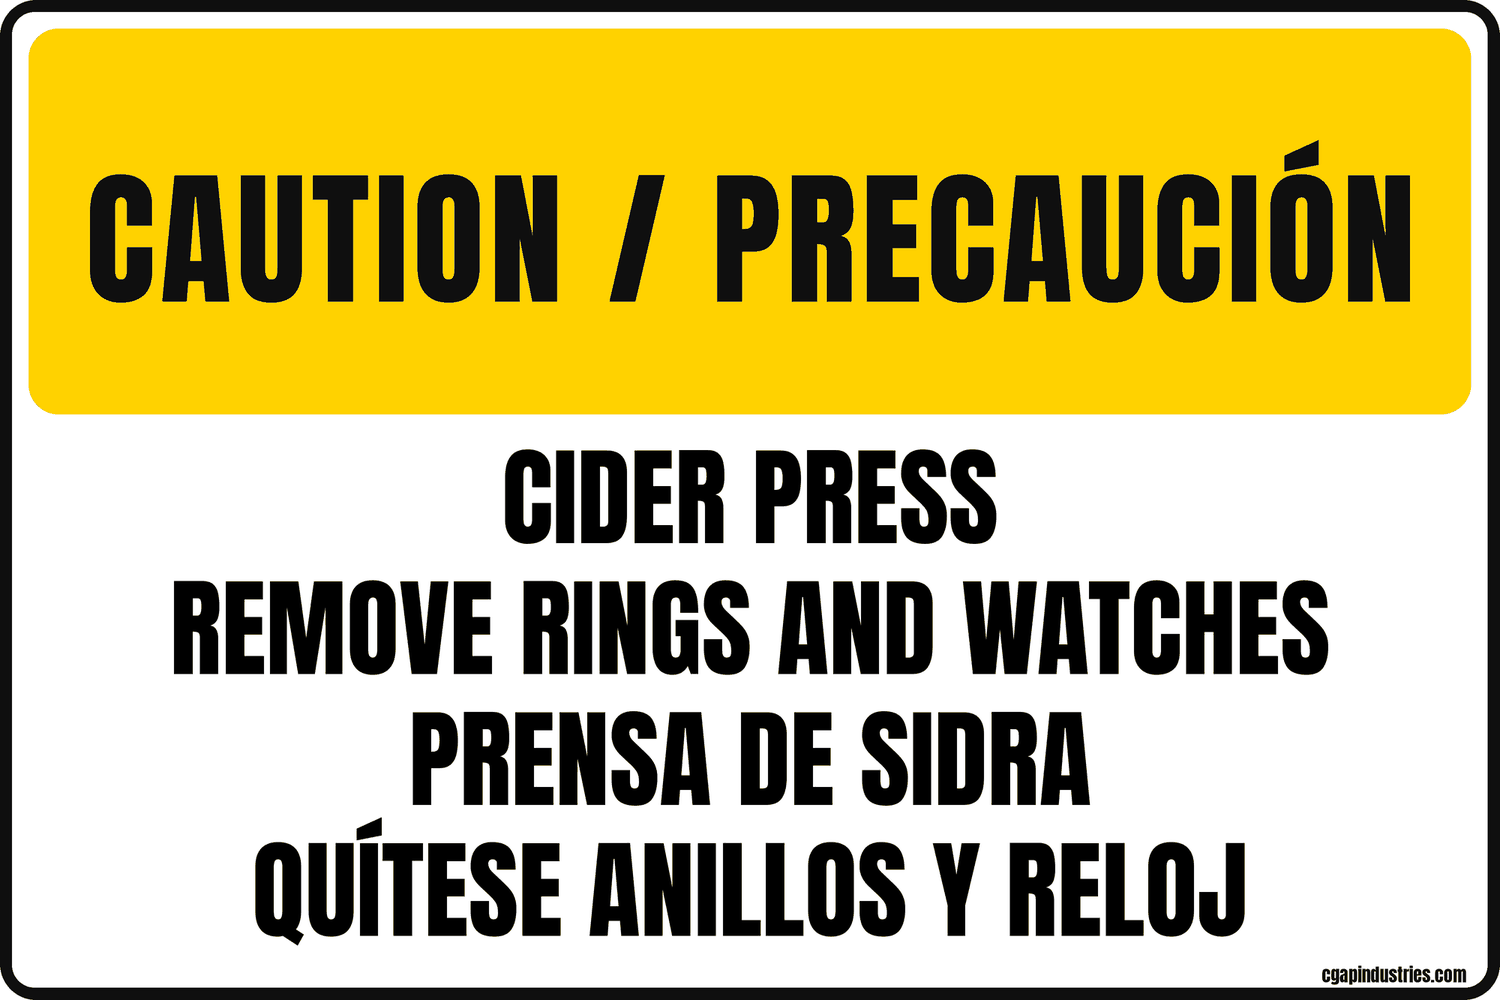 CAUTION / PRECAUCIÓN
CIDER PRESS
REMOVE RINGS AND WATCHES
PRENSA DE SIDRA
QUÍTESE ANILLOS Y RELOJ
cgapindustries.com